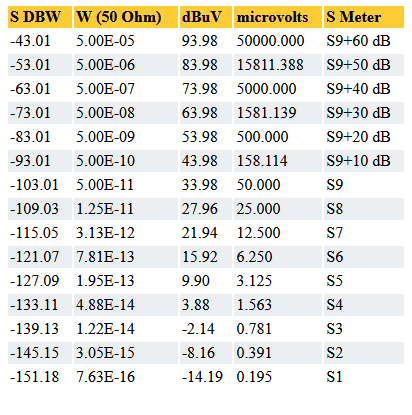 S DBW W (50 Ohm) dBuV microvolts S Meter
-43.01 5.00E-05 93.98 50000.000 S9+60 dB
-53.01 5.00E-06 83.98 15811.388 S9+50 dB
-63.01 5.00E-07 73.98 5000.000 S9+40 dB
-73.01 5.00E-08 63.98 1581.139 S9+30 dB
-83.01 5.00E-09 53.98 500.000 S9+20 dB
-93.01 5.00E-10 43.98 158.114 S9+10 dB
-103.01 5.00E-11 33.98 50.000 S9
-109.03 1.25E-11 27.96 25.000 S8
-115.05 3.13E-12 21.94 12.500 S7
-121.07 7.81E-13 15.92 6.250 S6
-127.09 1.95E-13 9.90 3.125 S5
-133.11 4.88E-14 3.88 1.563 S4
-139.13 1.22E-14 -2.14 0.781 S3
-145.15 3.05E-15 -8.16 0.391 S2
-151.18 7.63E-16 -14.19 0.195 S1